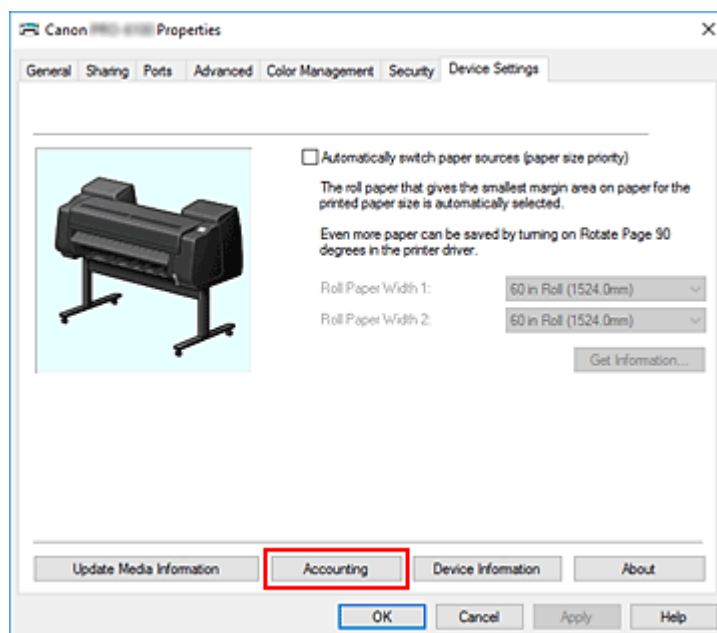 Canon Properties
General Sharing Ports Advanced Color Management Security Device Settings
Automatically switch paper sources (paper size priority)
The roll paper that gives the smallest margin area on paper for the
printed paper size is automatically selected.
Even more paper can be saved by turning on Rotate Page 90
degrees in the printer driver.
Roll Paper Width 1: 60 in Roll (1524.0mm)
Roll Paper Width 2: 60 in Roll (1524.0mm)
Get Information...
Update Media Information Accounting Device Information About
OK Cancel Apply Help